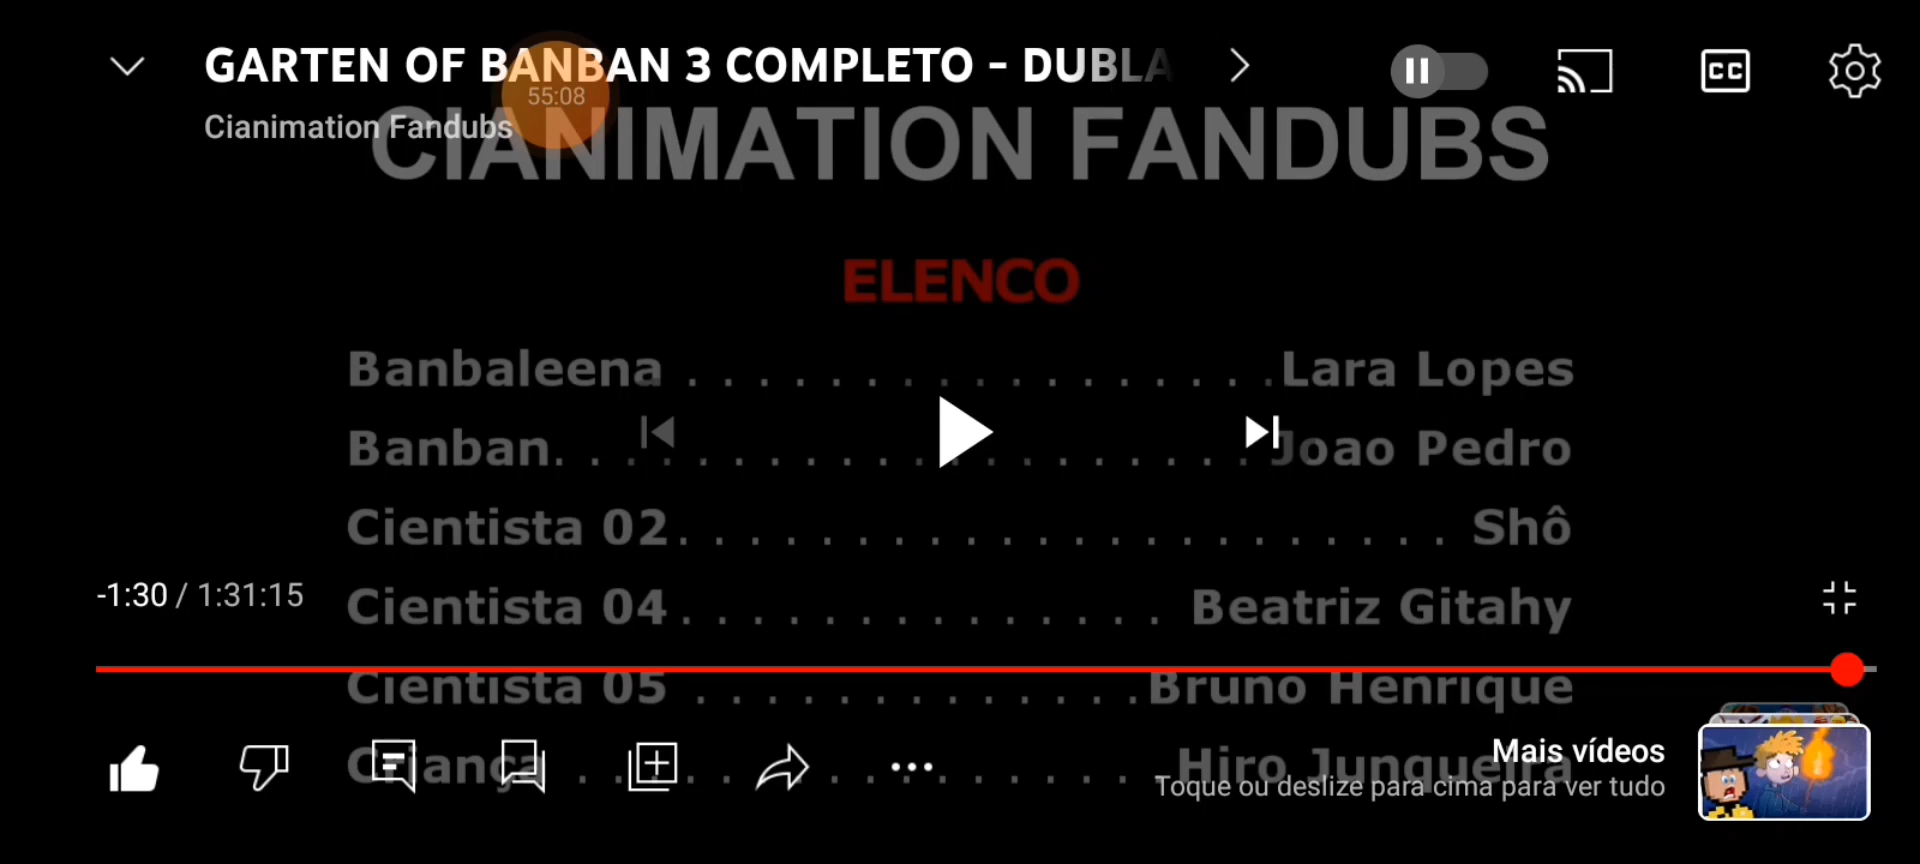 GARTEN OF BANBAN 3 COMPLETO - DUBLA
55:08
Cianimation Fandubs
CIANIMATION FANDUBS
ELENCO
Banbaleena . . . . . . . . . . . . . . . . . Lara Lopes
Banban. . . . . . . . . . . . . . . . . . . . Joao Pedro
Cientista 02. . . . . . . . . . . . . . . . . . . . . . Shô
-1:30 / 1:31:15
Cientista 04. . . . . . . . . . . . . . Beatriz Gitahy
Cientista 05 . . . . . . . . . . . . .Bruno Henrique
Criança . . . . . . . . . . . . . . . . Hiro Junqueira
Mais vídeos
Toque ou deslize para cima para ver tudo